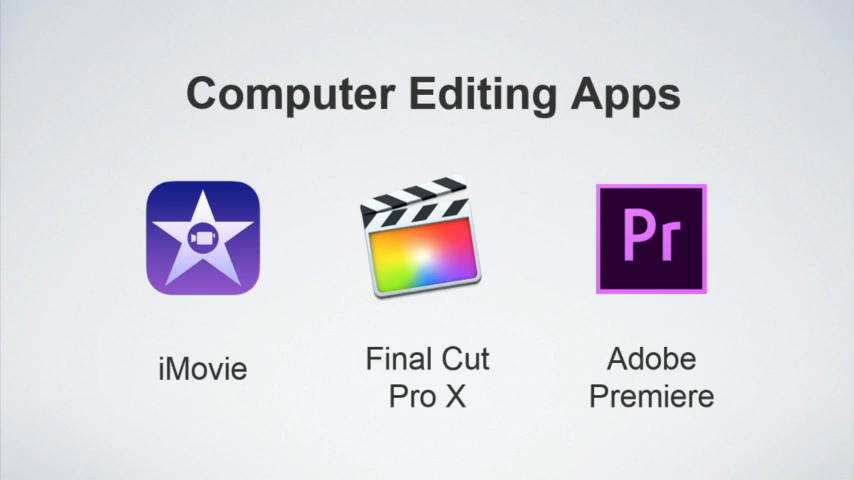 Computer Editing Apps
Pr
iMovie
Final Cut
Pro X
Adobe
Premiere